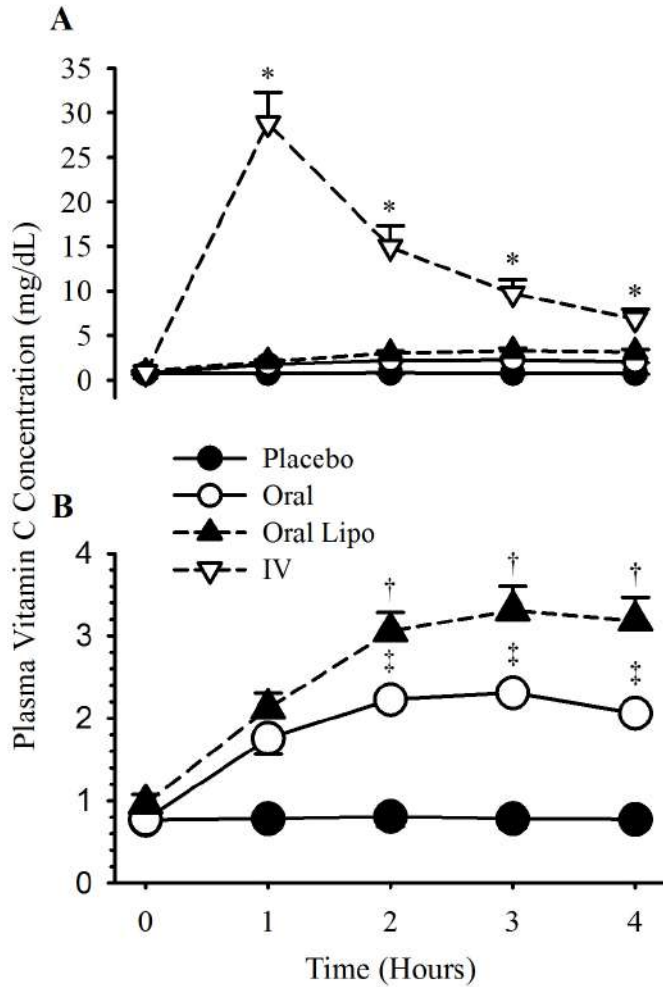 A
35
30
25
20
15
10
5
0
* * * *
Plasma Vitamin C Concentration (mg/dL)
Placebo
Oral
Oral Lipo
IV
B
4
3
2
1
0
† † †
‡ ‡ ‡
0 1 2 3 4
Time (Hours)